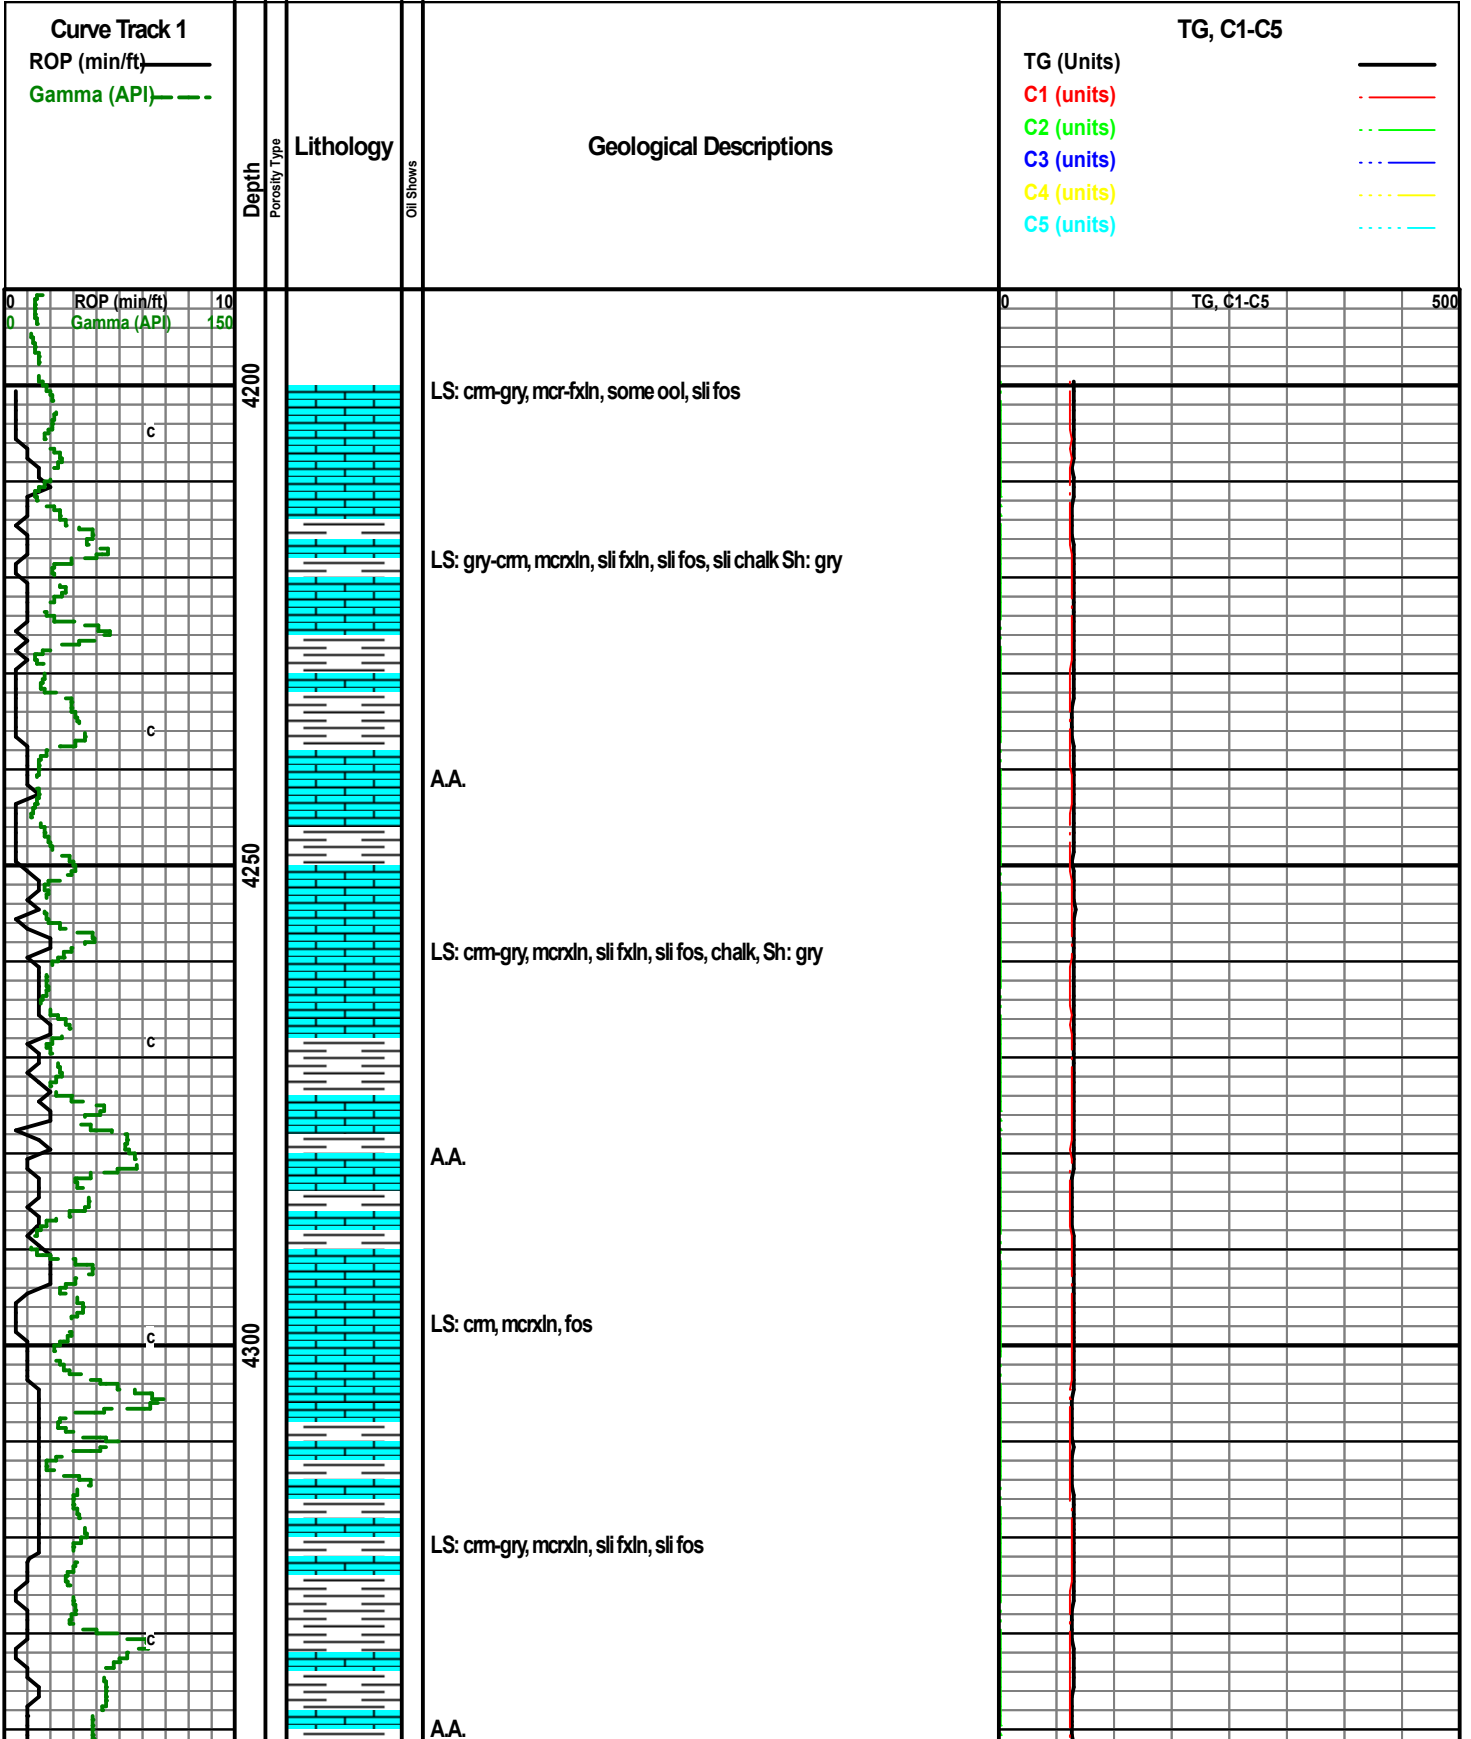 Curve Track 1
ROP (min/ft)
Gamma (API)
Depth
Porosity Type
Lithology
Oil Shows
Geological Descriptions
TG, C1-C5
TG (Units)
C1 (units)
C2 (units)
C3 (units)
C4 (units)
C5 (units)
0 ROP (min/ft) 10
0 Gamma (API) 150
0 TG, C1-C5 500
4200
LS: crm-gry, mcr-fxln, some ool, sli fos
c
LS: gry-crm, mcrxln, sli fxln, sli fos, sli chalk Sh: gry
c
A.A.
4250
LS: crm-gry, mcrxln, sli fxln, sli fos, chalk, Sh: gry
c
A.A.
LS: crm, mcrxln, fos
c
4300
LS: crm-gry, mcrxln, sli fxln, sli fos
c
A.A.